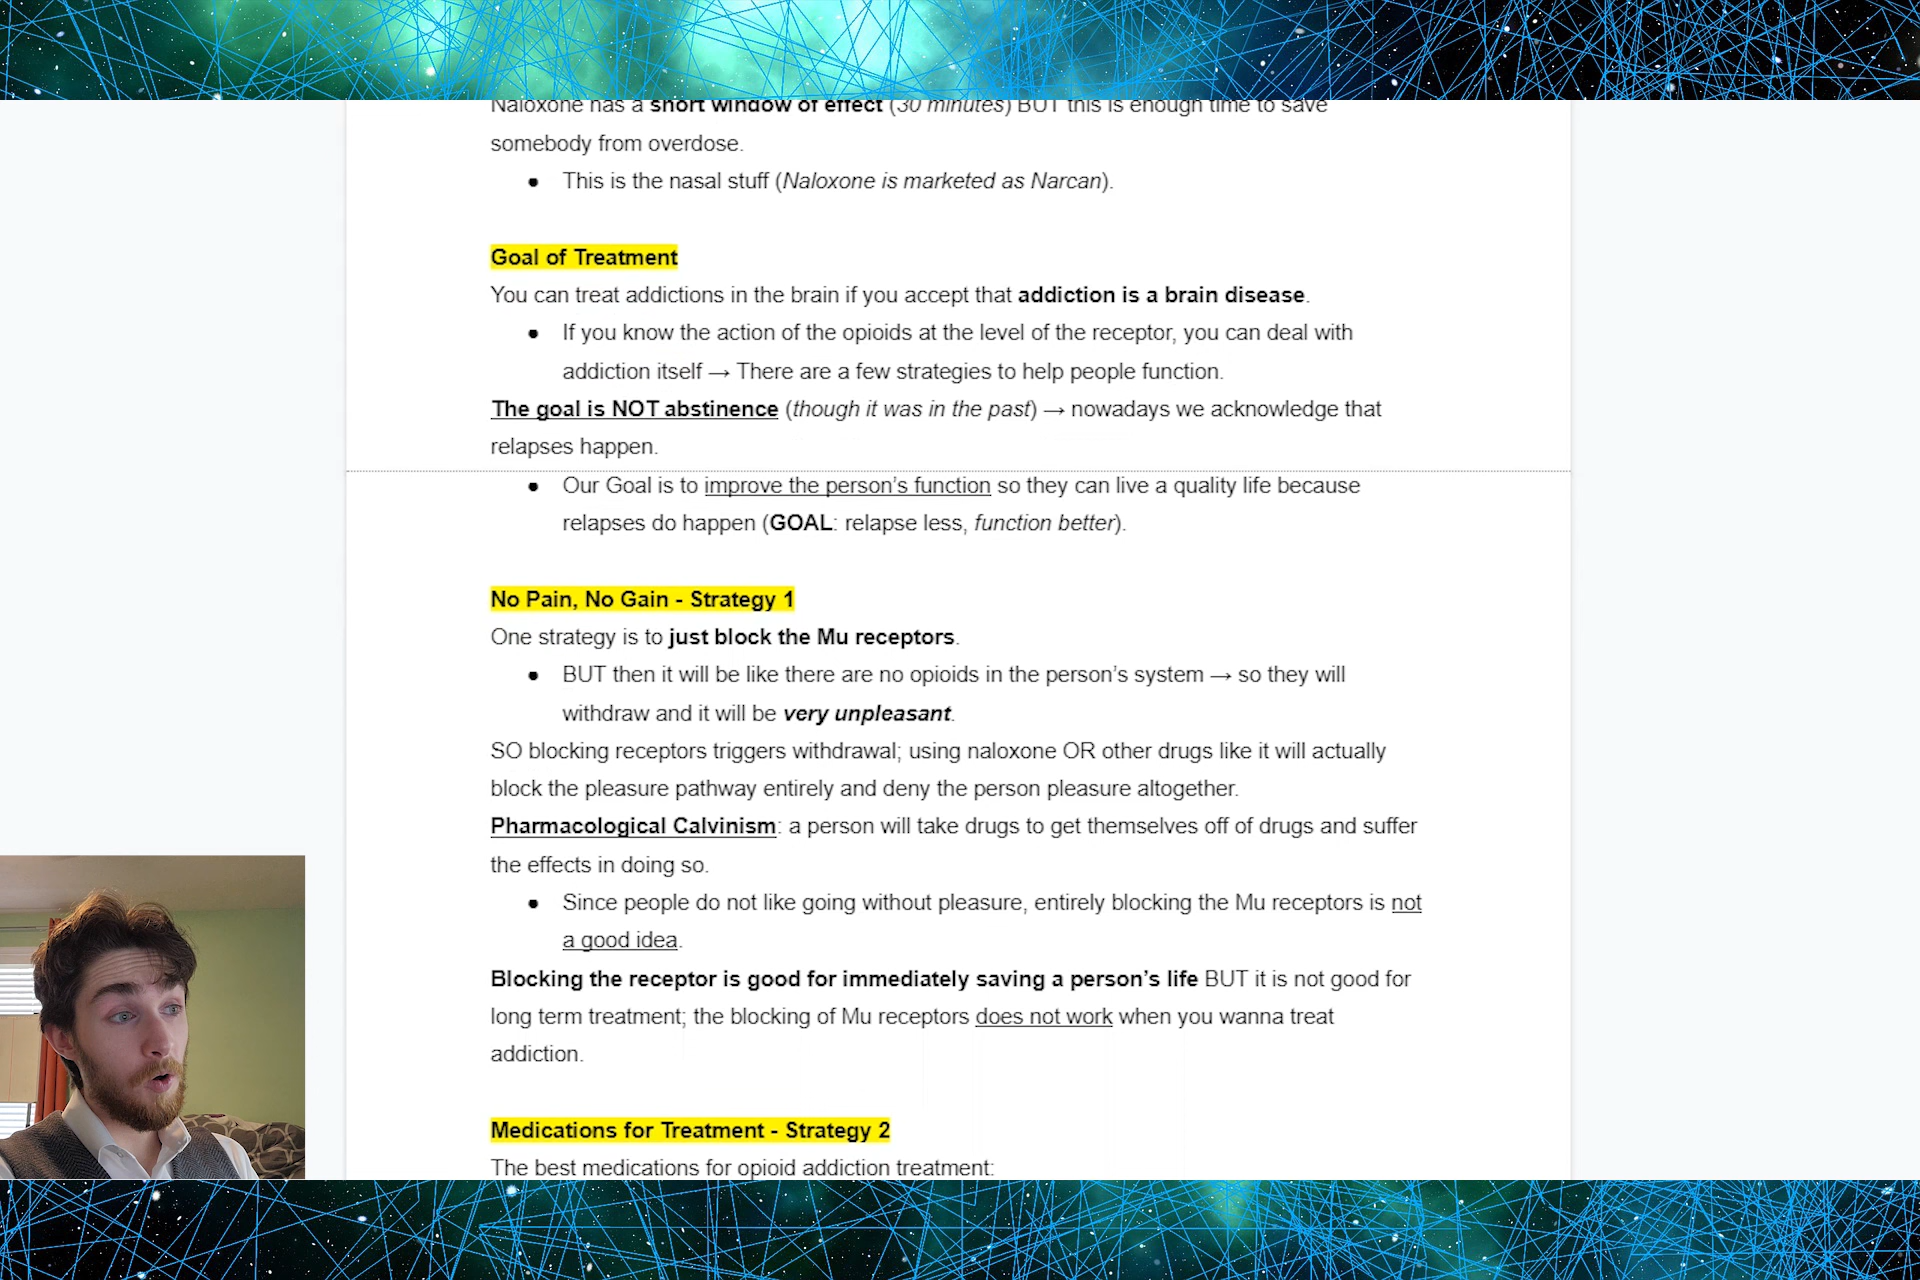 Naloxone has a short window of effect (30 minutes) BUT this is enough time to save
somebody from overdose.
● This is the nasal stuff (Naloxone is marketed as Narcan).
Goal of Treatment
You can treat addictions in the brain if you accept that addiction is a brain disease.
● If you know the action of the opioids at the level of the receptor, you can deal with
addiction itself → There are a few strategies to help people function.
The goal is NOT abstinence (though it was in the past) → nowadays we acknowledge that
relapses happen.
● Our Goal is to improve the person's function so they can live a quality life because
relapses do happen (GOAL: relapse less, function better).
No Pain, No Gain - Strategy 1
One strategy is to just block the Mu receptors.
● BUT then it will be like there are no opioids in the person's system → so they will
withdraw and it will be very unpleasant.
SO blocking receptors triggers withdrawal; using naloxone OR other drugs like it will actually
block the pleasure pathway entirely and deny the person pleasure altogether.
Pharmacological Calvinism: a person will take drugs to get themselves off of drugs and suffer
the effects in doing so.
● Since people do not like going without pleasure, entirely blocking the Mu receptors is not
a good idea.
Blocking the receptor is good for immediately saving a person's life BUT it is not good for
long term treatment; the blocking of Mu receptors does not work when you wanna treat
addiction.
Medications for Treatment - Strategy 2
The best medications for opioid addiction treatment: